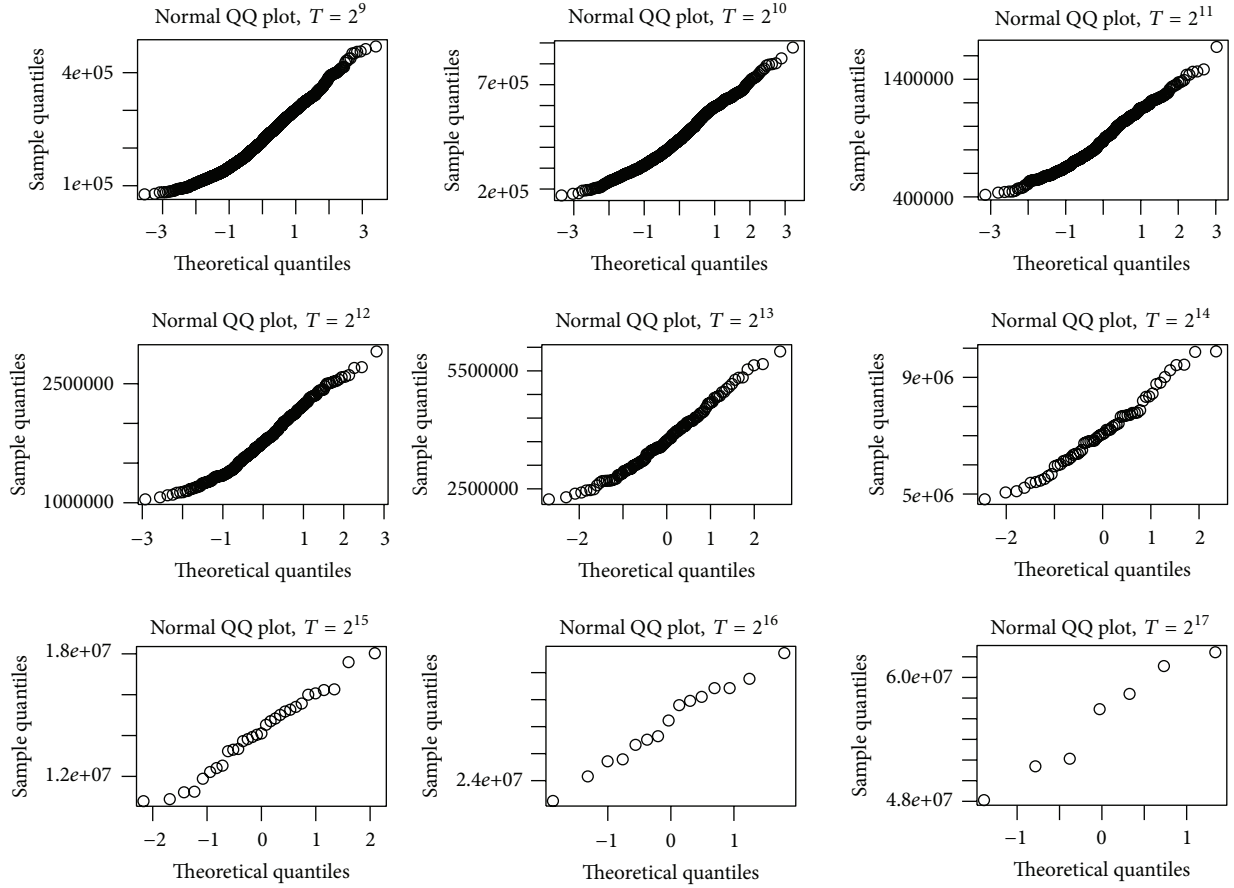 Normal QQ plot, T = 2^9
Sample quantiles
4e+05
1e+05
−3 −1 1 3
Theoretical quantiles
Normal QQ plot, T = 2^10
Sample quantiles
7e+05
2e+05
−3 −1 1 2 3
Theoretical quantiles
Normal QQ plot, T = 2^11
Sample quantiles
1400000
400000
−3 −1 1 2 3
Theoretical quantiles
Normal QQ plot, T = 2^12
Sample quantiles
2500000
1000000
−3 −1 1 2 3
Theoretical quantiles
Normal QQ plot, T = 2^13
Sample quantiles
5500000
2500000
−2 0 1 2
Theoretical quantiles
Normal QQ plot, T = 2^14
Sample quantiles
9e+06
5e+06
−2 0 1 2
Theoretical quantiles
Normal QQ plot, T = 2^15
Sample quantiles
1.8e+07
1.2e+07
−2 −1 0 1 2
Theoretical quantiles
Normal QQ plot, T = 2^16
Sample quantiles
2.4e+07
−1 0 1
Theoretical quantiles
Normal QQ plot, T = 2^17
Sample quantiles
6.0e+07
4.8e+07
−1 0 1
Theoretical quantiles